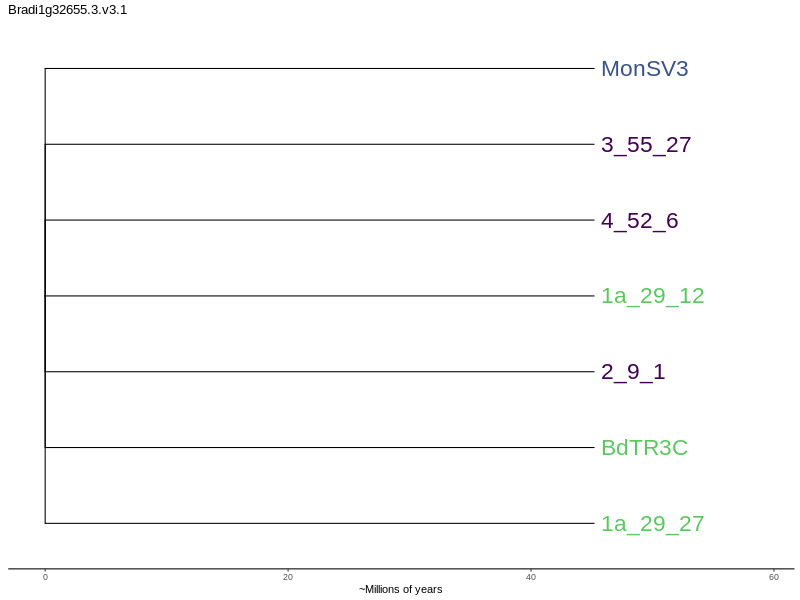 Bradi1g32655.3.v3.1
MonSV3
3_55_27
4_52_6
1a_29_12
2_9_1
BdTR3C
1a_29_27
0 20 40 60
~Millions of years